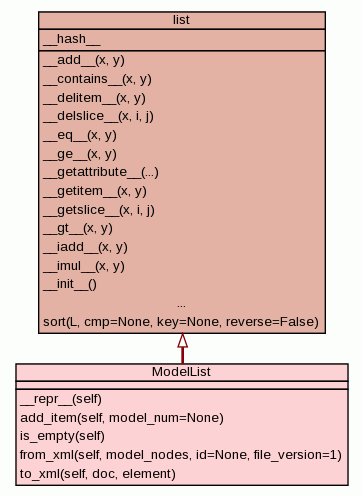 list
__hash__
__add__(x, y)
__contains__(x, y)
__delitem__(x, y)
__delslice__(x, i, j)
__eq__(x, y)
__ge__(x, y)
__getattribute__(...)
__getitem__(x, y)
__getslice__(x, i, j)
__gt__(x, y)
__iadd__(x, y)
__imul__(x, y)
__init__()
...
sort(L, cmp=None, key=None, reverse=False)
ModelList
__repr__(self)
add_item(self, model_num=None)
is_empty(self)
from_xml(self, model_nodes, id=None, file_version=1)
to_xml(self, doc, element)